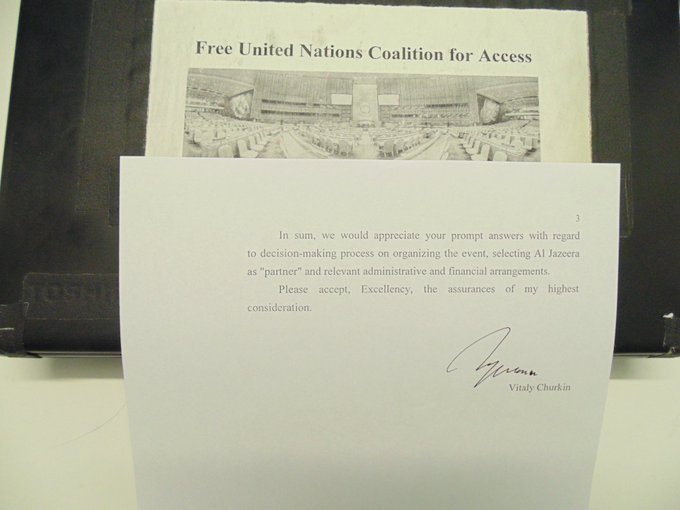 Free United Nations Coalition for Access
3
In sum, we would appreciate your prompt answers with regard
to decision-making process on organizing the event, selecting Al Jazeera
as "partner" and relevant administrative and financial arrangements.
Please accept, Excellency, the assurances of my highest
consideration.
Vitaly Churkin